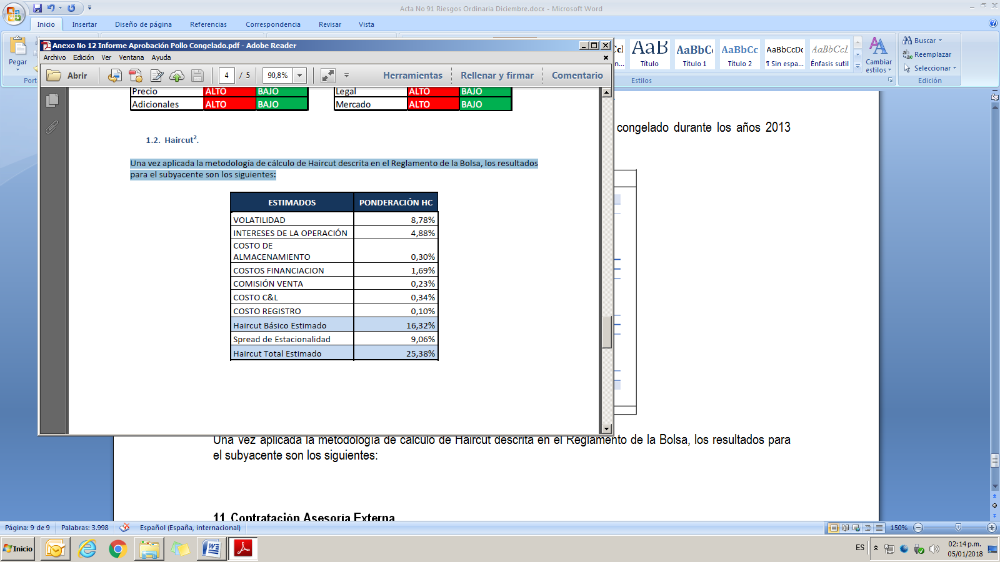 Acta No 91 Riesgos Ordinaria Diciembre.docx - Microsoft Word
Inicio Insertar Diseño de página Referencias Correspondencia Revisar Vista
Pegar
AaB AaBbCc AaBbCc AaBbCcDc AaBbCcI
Título Título 1 Título 2 ¶ Sin espa... Énfasis sutil
Cambiar estilos
Estilos
Buscar
Reemplazar
Seleccionar
Edición
Anexo No 12 Informe Aprobación Pollo Congelado.pdf - Adobe Reader
Archivo Edición Ver Ventana Ayuda
Abrir 4 / 5 90,8% Herramientas Rellenar y firmar Comentario
Precio ALTO BAJO Legal ALTO BAJO
Adicionales ALTO BAJO Mercado ALTO BAJO
1.2. Haircut².
Una vez aplicada la metodología de cálculo de Haircut descrita en el Reglamento de la Bolsa, los resultados
para el subyacente son los siguientes:
ESTIMADOS PONDERACIÓN HC
VOLATILIDAD 8,78%
INTERESES DE LA OPERACIÓN 4,88%
COSTO DE
ALMACENAMIENTO 0,30%
COSTOS FINANCIACION 1,69%
COMISIÓN VENTA 0,23%
COSTO C&L 0,34%
COSTO REGISTRO 0,10%
Haircut Básico Estimado 16,32%
Spread de Estacionalidad 9,06%
Haircut Total Estimado 25,38%
congelado durante los años 2013
Una vez aplicada la metodología de cálculo de Haircut descrita en el Reglamento de la Bolsa, los resultados para
el subyacente son los siguientes:
11. Contratación Asesoría Externa
Página: 9 de 9 Palabras: 3.998 Español (España, internacional) 150%
Inicio ES 02:14 p.m.
05/01/2018